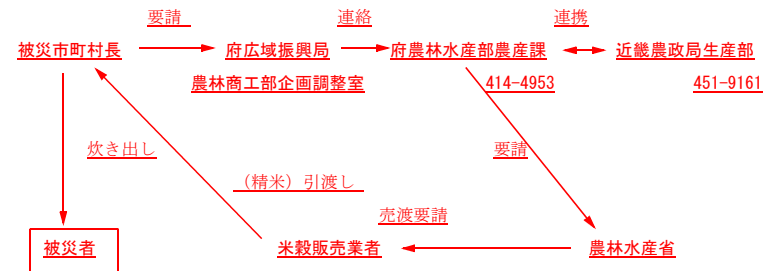 要請
連絡
連携
被災市町村長
府広域振興局
府農林水産部農産課
近畿農政局生産部
農林商工部企画調整室
414-4953
451-9161
炊き出し
要請
(精米)引渡し
売渡要請
被災者
米穀販売業者
農林水産省